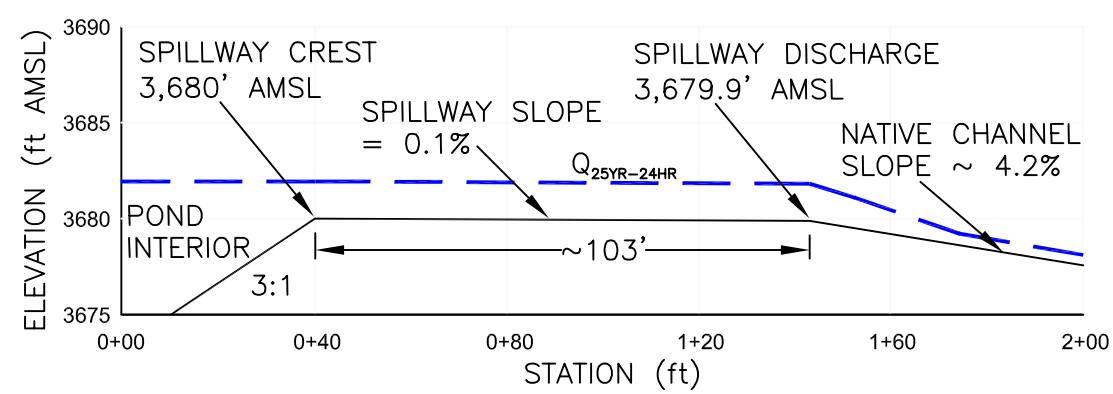 ELEVATION (ft AMSL)
3690
3685
3680
3675
SPILLWAY CREST
3,680' AMSL
SPILLWAY SLOPE
= 0.1%
SPILLWAY DISCHARGE
3,679.9' AMSL
NATIVE CHANNEL
SLOPE ~ 4.2%
Q25YR-24HR
POND
INTERIOR
3:1
~103'
0+00
0+40
0+80
1+20
1+60
2+00
STATION (ft)